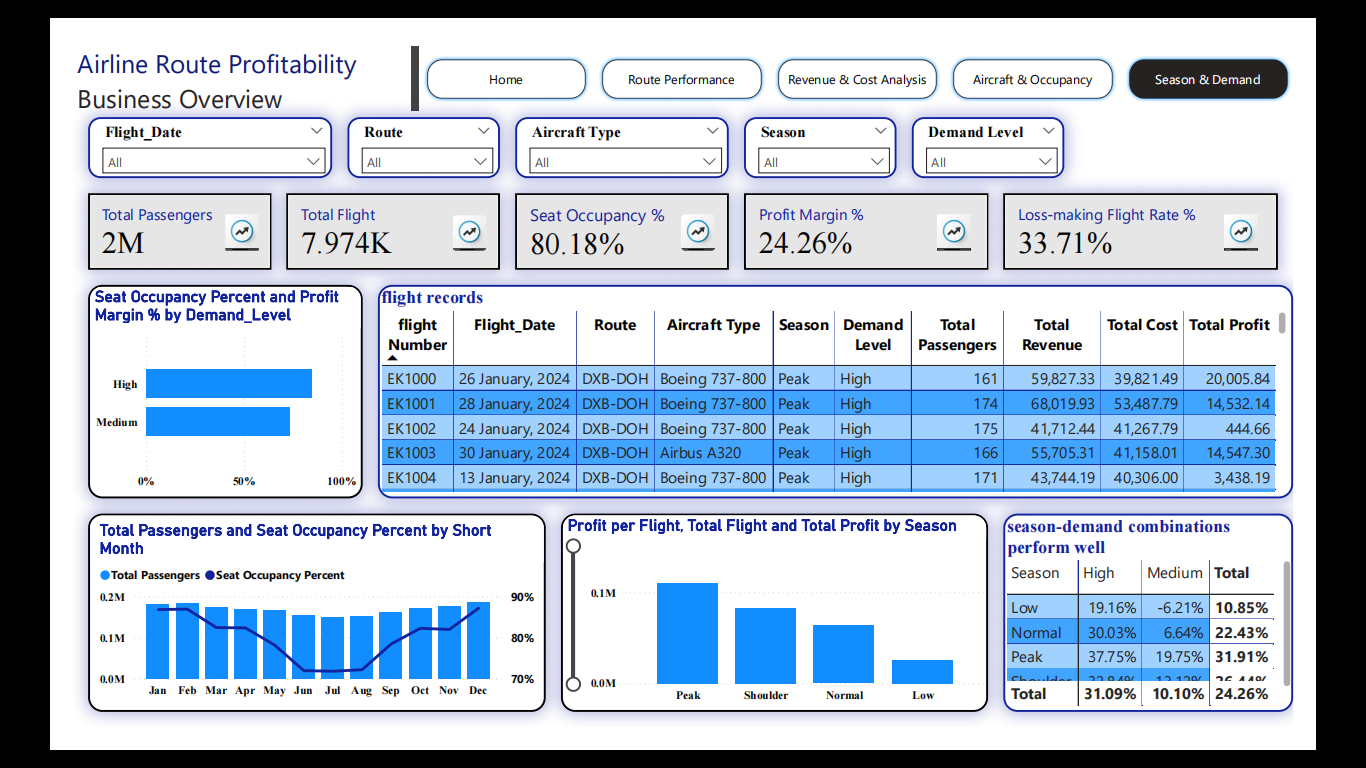 Airline Route Profitability
Business Overview
Home
Route Performance
Revenue & Cost Analysis
Aircraft & Occupancy
Season & Demand
Flight_Date
All
Route
All
Aircraft Type
All
Season
All
Demand Level
All
Total Passengers
2M
Total Flight
7.974K
Seat Occupancy %
80.18%
Profit Margin %
24.26%
Loss-making Flight Rate %
33.71%
Seat Occupancy Percent and Profit
Margin % by Demand_Level
High
Medium
0% 50% 100%
flight records
flight Number Flight_Date Route Aircraft Type Season Demand Level Total Passengers Total Revenue Total Cost Total Profit
EK1000 26 January, 2024 DXB-DOH Boeing 737-800 Peak High 161 59,827.33 39,821.49 20,005.84
EK1001 28 January, 2024 DXB-DOH Boeing 737-800 Peak High 174 68,019.93 53,487.79 14,532.14
EK1002 24 January, 2024 DXB-DOH Boeing 737-800 Peak High 175 41,712.44 41,267.79 444.66
EK1003 30 January, 2024 DXB-DOH Airbus A320 Peak High 166 55,705.31 41,158.01 14,547.30
EK1004 13 January, 2024 DXB-DOH Boeing 737-800 Peak High 171 43,744.19 40,306.00 3,438.19
Total Passengers and Seat Occupancy Percent by Short
Month
Total Passengers Seat Occupancy Percent
0.2M 90%
0.1M 80%
0.0M 70%
Jan Feb Mar Apr May Jun Jul Aug Sep Oct Nov Dec
Profit per Flight, Total Flight and Total Profit by Season
0.1M
0.0M
Peak Shoulder Normal Low
season-demand combinations
perform well
Season High Medium Total
Low 19.16% -6.21% 10.85%
Normal 30.03% 6.64% 22.43%
Peak 37.75% 19.75% 31.91%
Shoulder
Total 31.09% 10.10% 24.26%